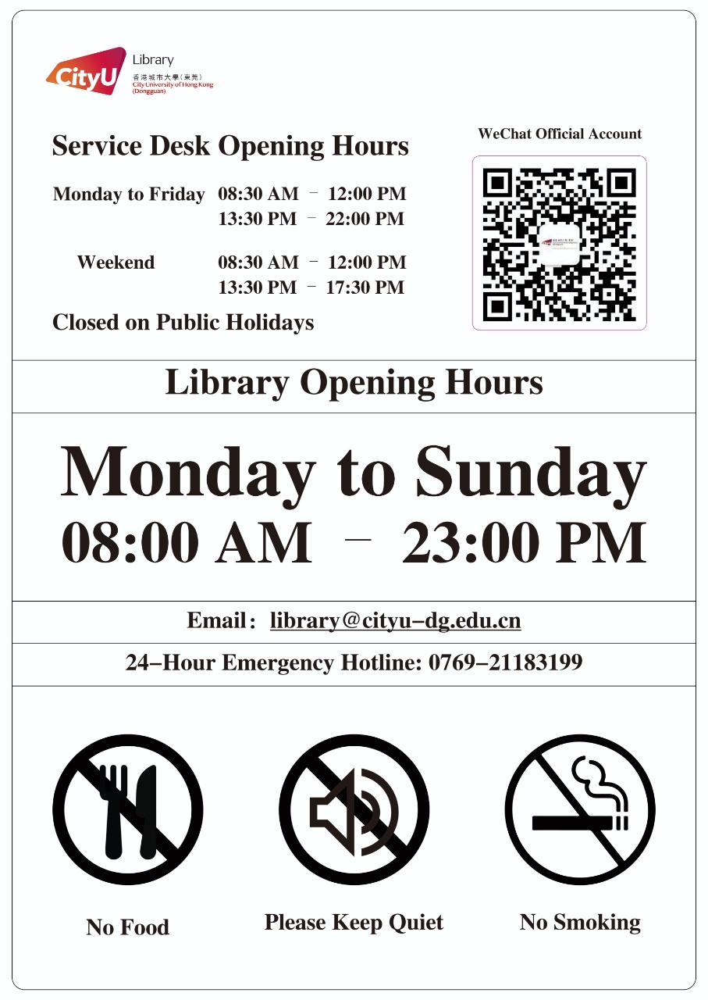 CityU
Library
香港城市大學(東莞)
City University of Hong Kong
(Dongguan)
Service Desk Opening Hours
Monday to Friday 08:30 AM – 12:00 PM
13:30 PM – 22:00 PM
Weekend 08:30 AM – 12:00 PM
13:30 PM – 17:30 PM
Closed on Public Holidays
WeChat Official Account
Library Opening Hours
Monday to Sunday
08:00 AM – 23:00 PM
Email：library@cityu–dg.edu.cn
24–Hour Emergency Hotline: 0769–21183199
No Food
Please Keep Quiet
No Smoking